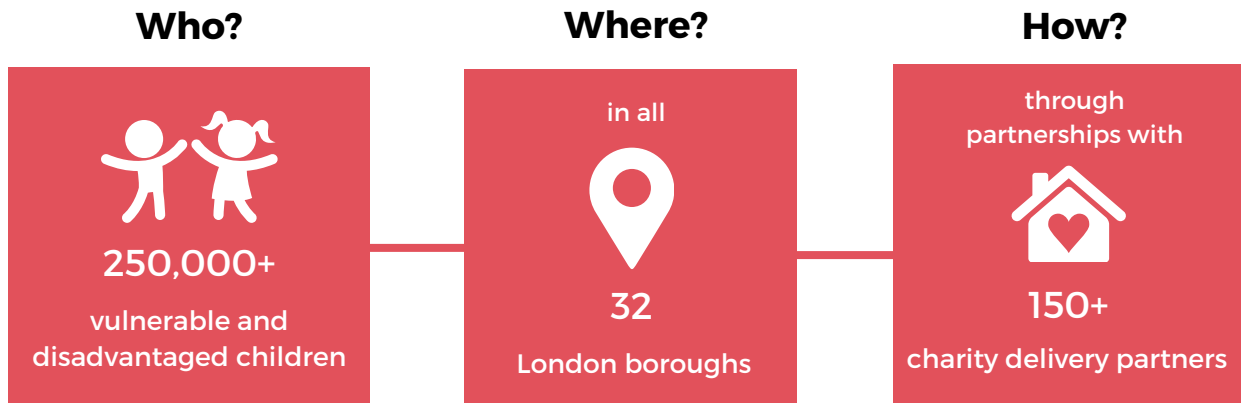 Who?
250,000+
vulnerable and
disadvantaged children
Where?
in all
32
London boroughs
How?
through
partnerships with
150+
charity delivery partners